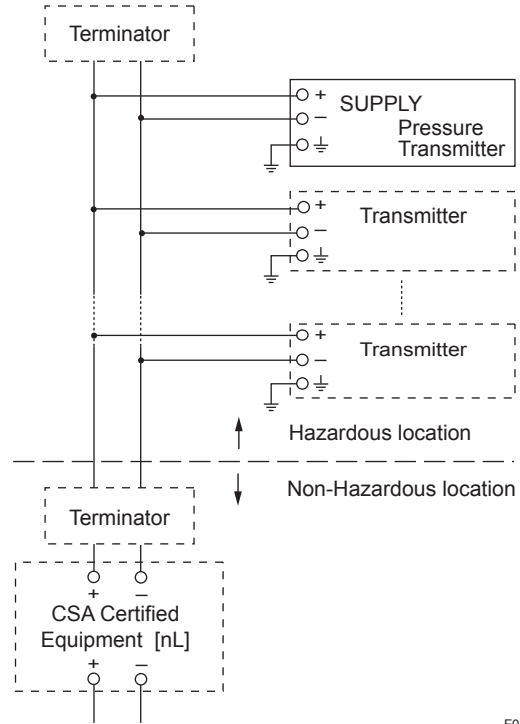 Terminator
+
SUPPLY
–
Pressure
Transmitter
+
Transmitter
–
+
Transmitter
–
Hazardous location
Non-Hazardous location
Terminator
+ –
CSA Certified
Equipment [nL]
+ –